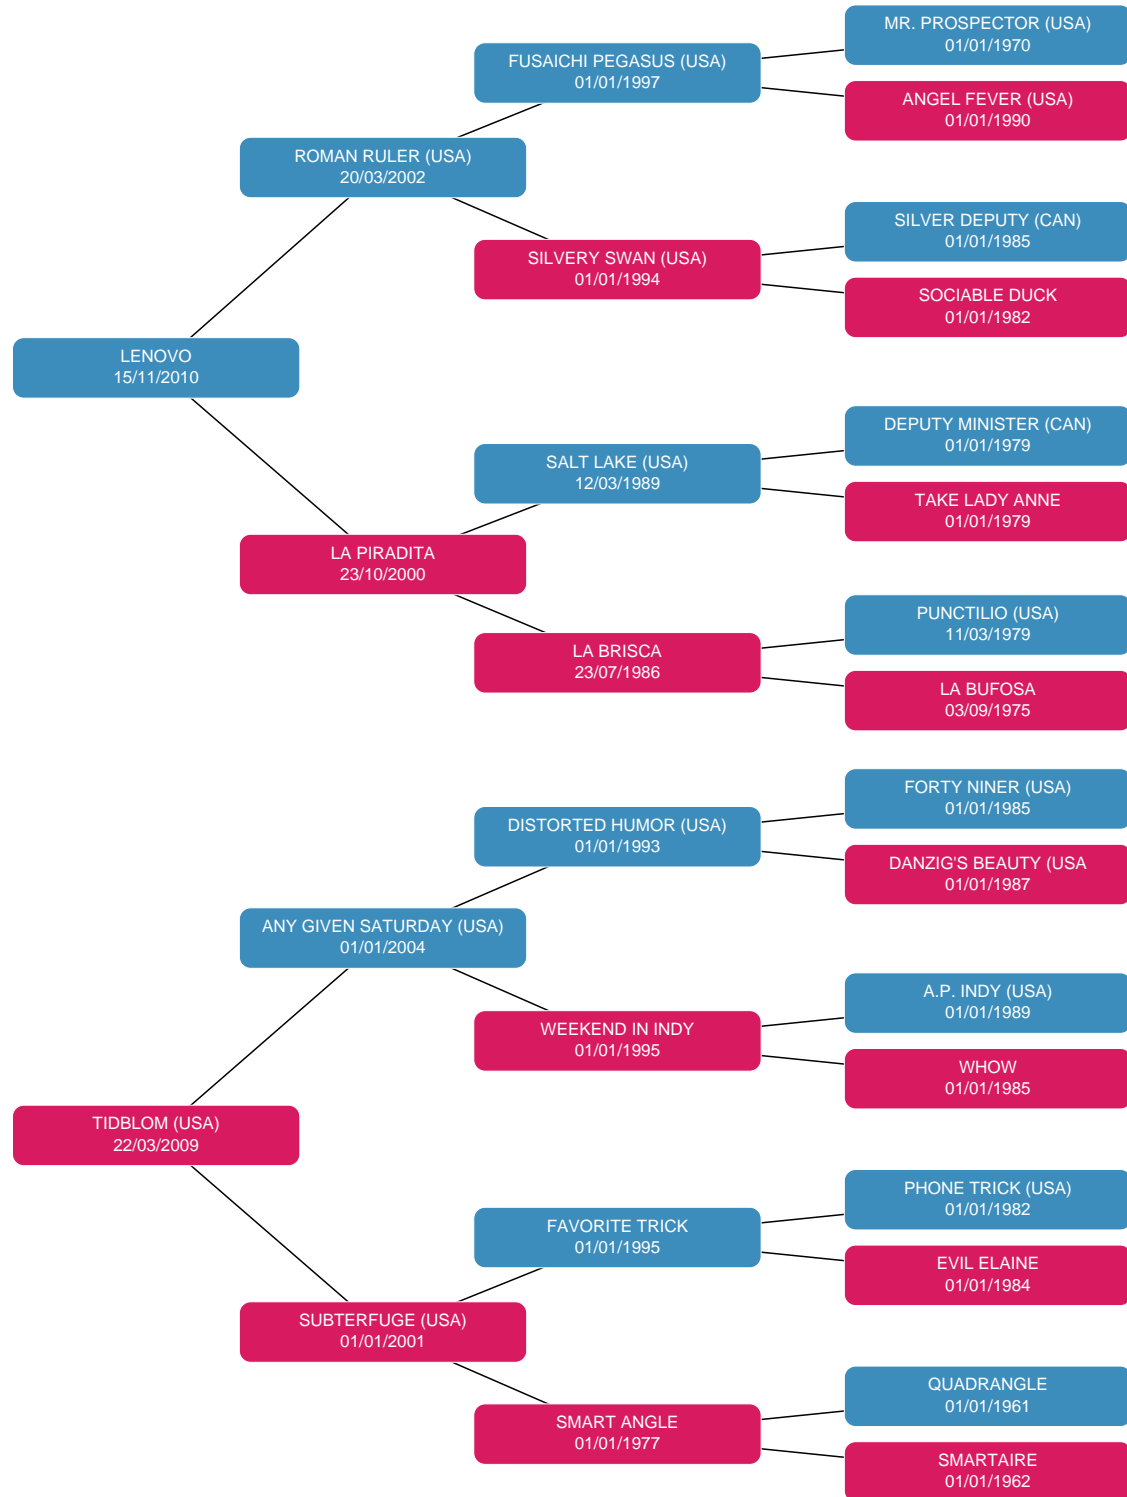 MR. PROSPECTOR (USA)
01/01/1970
FUSAICHI PEGASUS (USA)
01/01/1997
ANGEL FEVER (USA)
01/01/1990
ROMAN RULER (USA)
20/03/2002
SILVER DEPUTY (CAN)
01/01/1985
SILVERY SWAN (USA)
01/01/1994
SOCIABLE DUCK
01/01/1982
LENOVO
15/11/2010
DEPUTY MINISTER (CAN)
01/01/1979
SALT LAKE (USA)
12/03/1989
TAKE LADY ANNE
01/01/1979
LA PIRADITA
23/10/2000
PUNCTILIO (USA)
11/03/1979
LA BRISCA
23/07/1986
LA BUFOSA
03/09/1975
FORTY NINER (USA)
01/01/1985
DISTORTED HUMOR (USA)
01/01/1993
DANZIG'S BEAUTY (USA
01/01/1987
ANY GIVEN SATURDAY (USA)
01/01/2004
A.P. INDY (USA)
01/01/1989
WEEKEND IN INDY
01/01/1995
WHOW
01/01/1985
TIDBLOM (USA)
22/03/2009
PHONE TRICK (USA)
01/01/1982
FAVORITE TRICK
01/01/1995
EVIL ELAINE
01/01/1984
SUBTERFUGE (USA)
01/01/2001
QUADRANGLE
01/01/1961
SMART ANGLE
01/01/1977
SMARTAIRE
01/01/1962